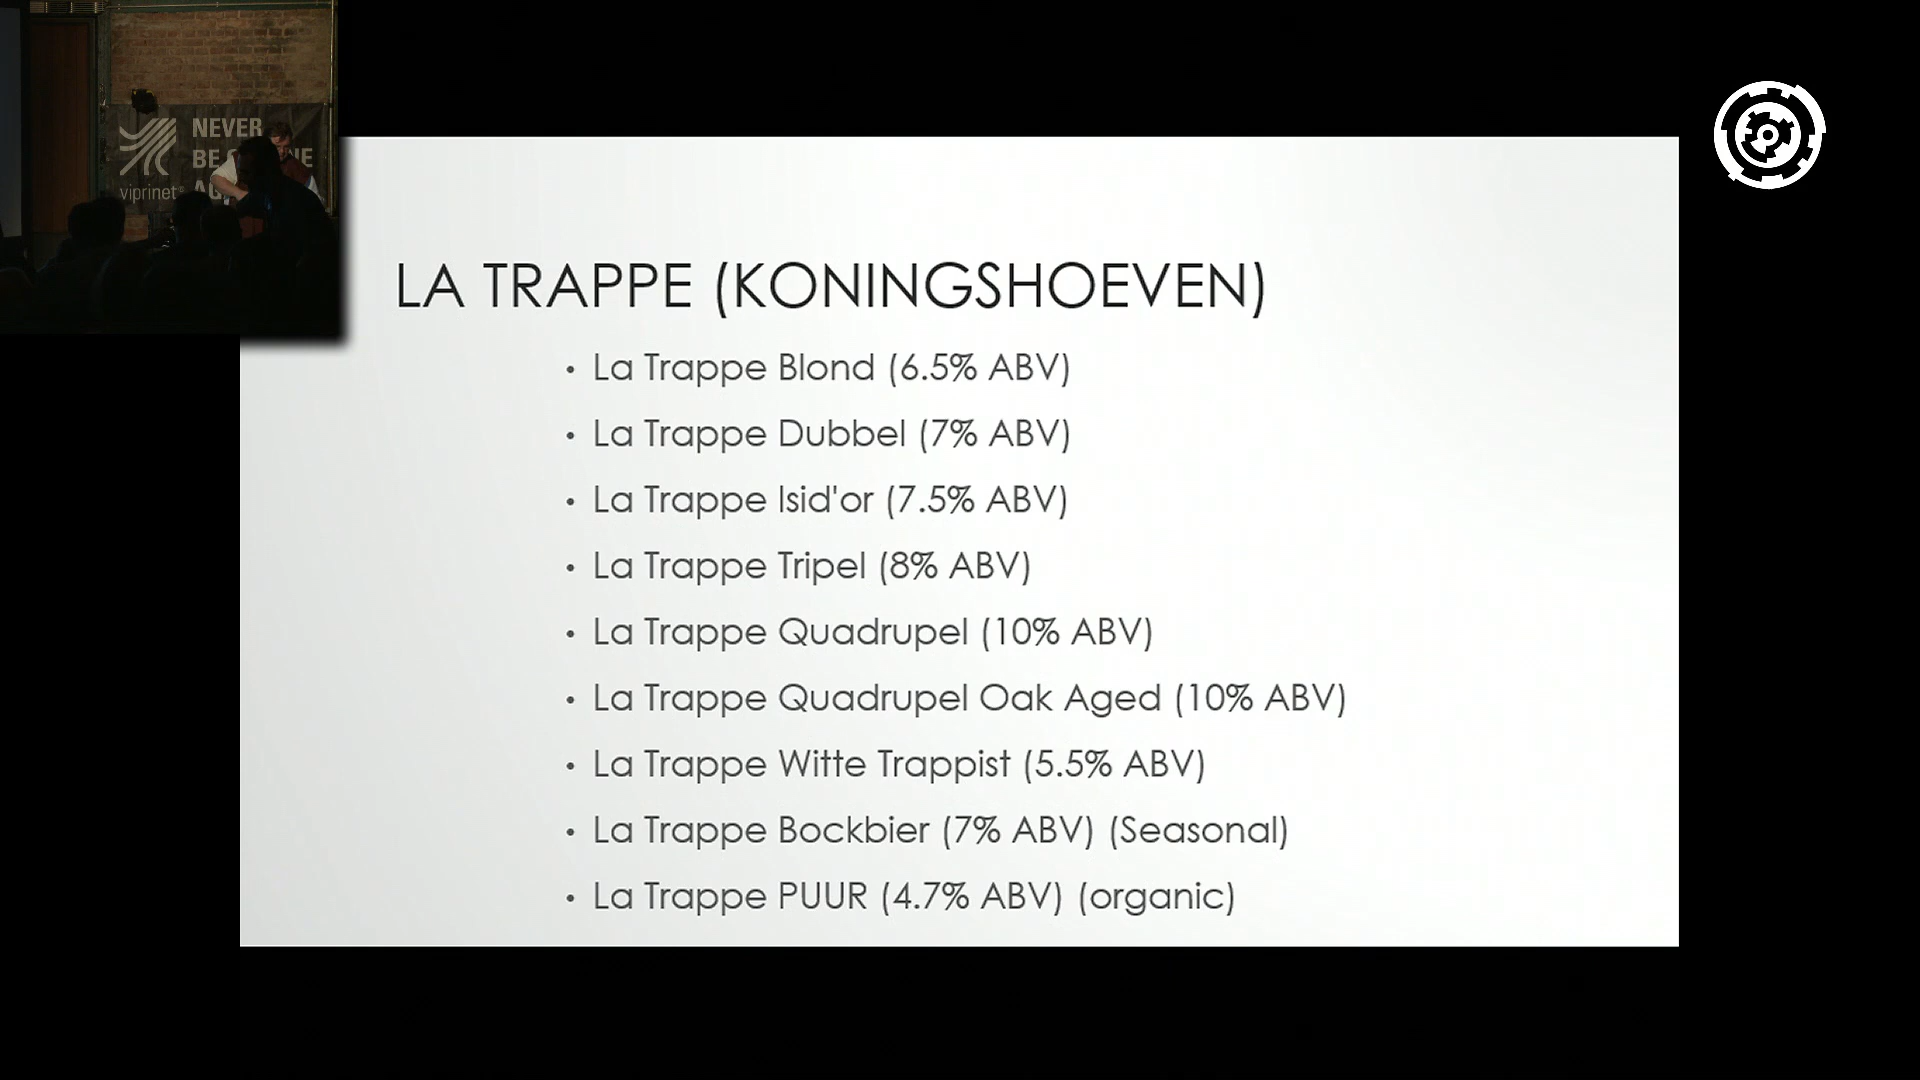 NEVER
BE
viprinet
LA TRAPPE (KONINGSHOEVEN)
• La Trappe Blond (6.5% ABV)
• La Trappe Dubbel (7% ABV)
• La Trappe Isid'or (7.5% ABV)
• La Trappe Tripel (8% ABV)
• La Trappe Quadrupel (10% ABV)
• La Trappe Quadrupel Oak Aged (10% ABV)
• La Trappe Witte Trappist (5.5% ABV)
• La Trappe Bockbier (7% ABV) (Seasonal)
• La Trappe PUUR (4.7% ABV) (organic)